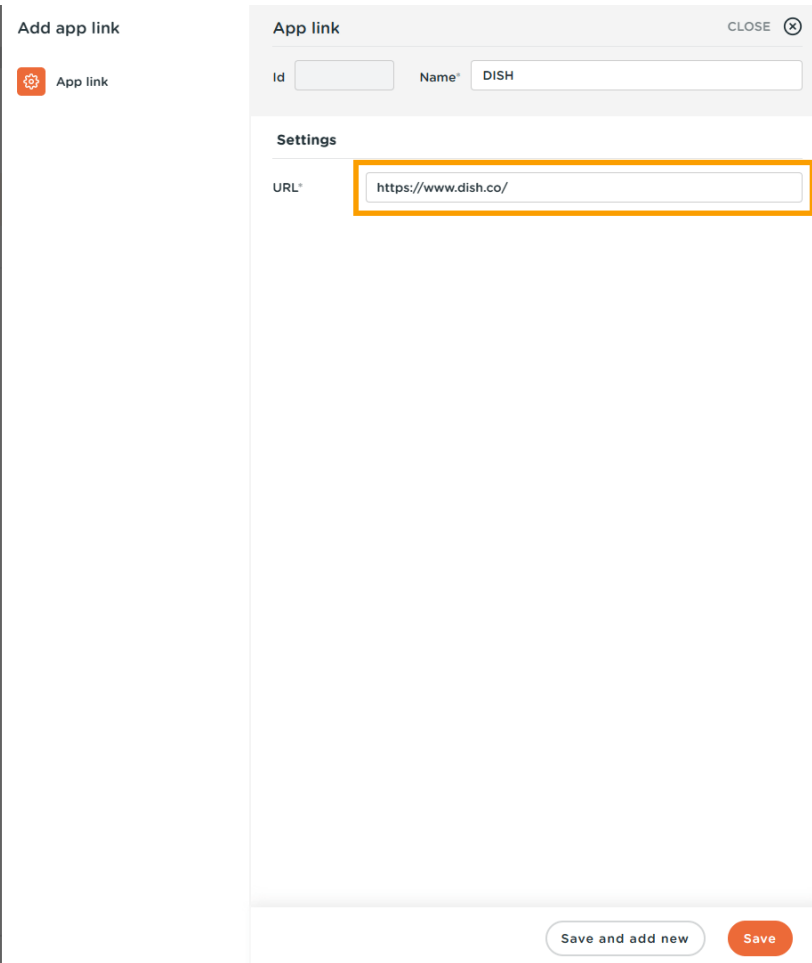 Add app link
App link
App link
CLOSE
Id
Name*
DISH
Settings
URL*
https://www.dish.co/
Save and add new
Save